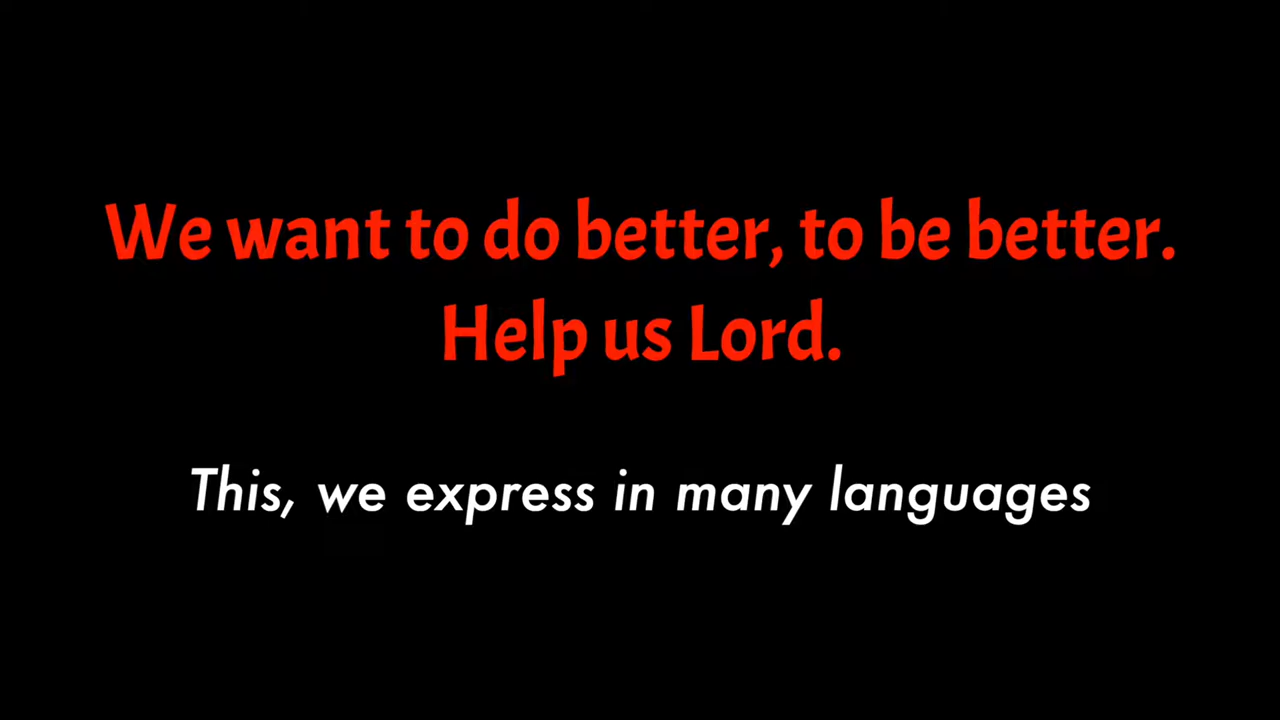 We want to do better, to be better.
Help us Lord.
This, we express in many languages